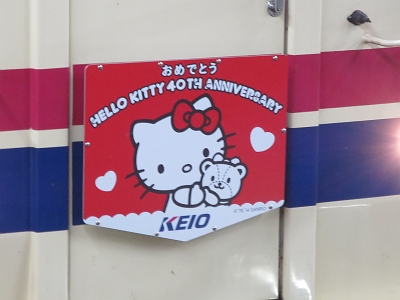 おめでとう
HELLO KITTY 40TH ANNIVERSARY
KEIO